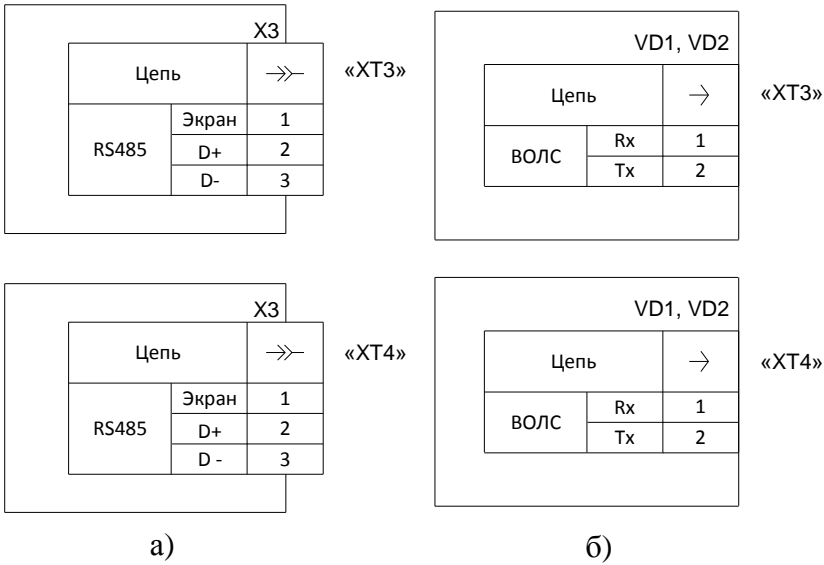 X3
Цепь
«XT3»
RS485
Экран 1
D+ 2
D- 3
VD1, VD2
Цепь
«XT3»
ВОЛС
Rx 1
Tx 2
X3
Цепь
«XT4»
RS485
Экран 1
D+ 2
D - 3
VD1, VD2
Цепь
«XT4»
ВОЛС
Rx 1
Tx 2
а)
б)